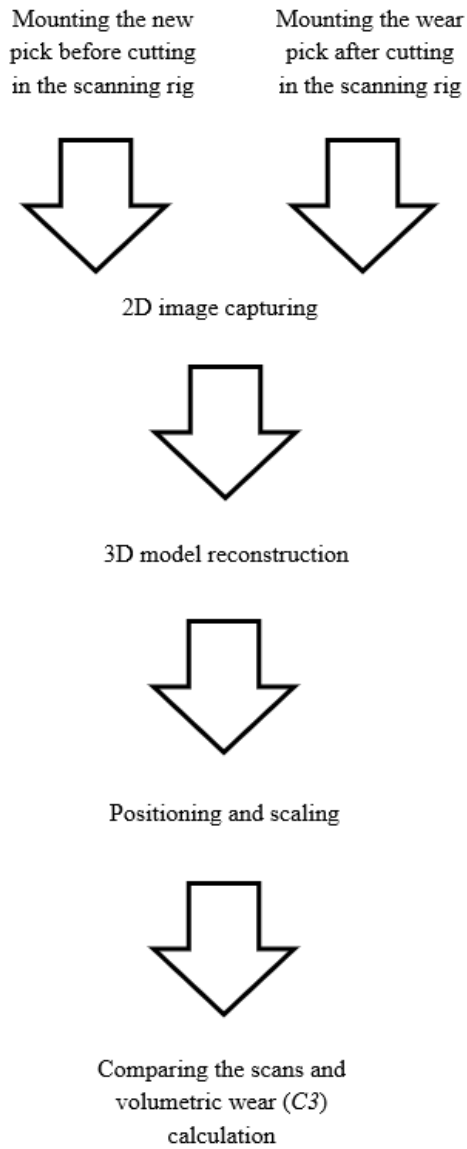 Mounting the new
pick before cutting
in the scanning rig
Mounting the wear
pick after cutting
in the scanning rig
2D image capturing
3D model reconstruction
Positioning and scaling
Comparing the scans and
volumetric wear (C3)
calculation